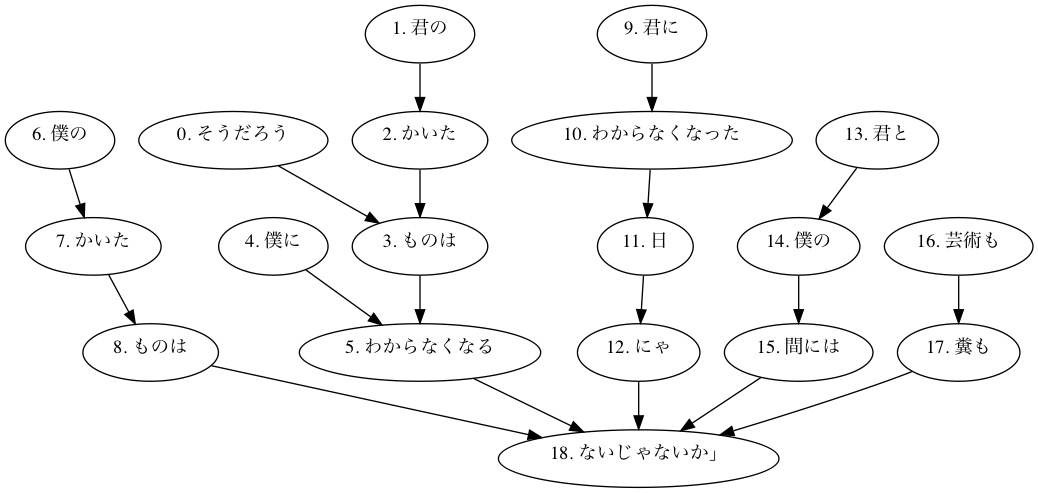 1. 君の
9. 君に
6. 僕の
0. そうだろう
2. かいた
10. わからなくなった
13. 君と
7. かいた
4. 僕に
3. ものは
11. 日
14. 僕の
16. 芸術も
8. ものは
5. わからなくなる
12. にゃ
15. 間には
17. 糞も
18. ないじゃないか」